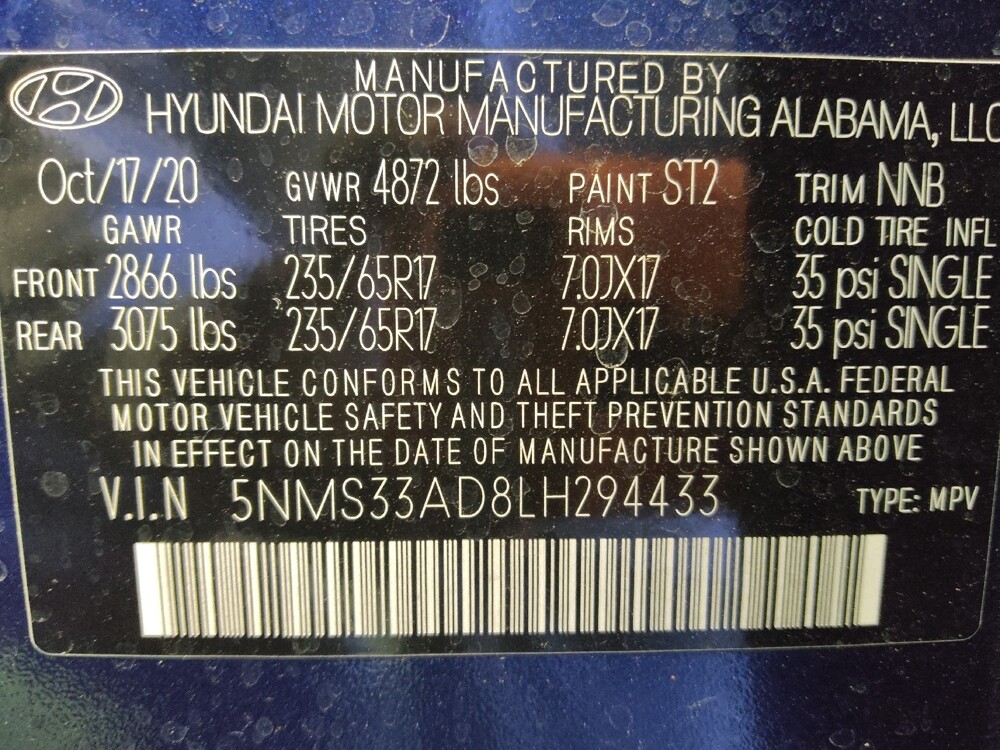 MANUFACTURED BY
HYUNDAI MOTOR MANUFACTURING ALABAMA, LLC
Oct/17/20 GVWR 4872 lbs PAINT ST2 TRIM NNB
GAWR TIRES RIMS COLD TIRE INFL
FRONT 2866 lbs 235/65R17 7.0JX17 35 psi SINGLE
REAR 3075 lbs 235/65R17 7.0JX17 35 psi SINGLE
THIS VEHICLE CONFORMS TO ALL APPLICABLE U.S.A. FEDERAL
MOTOR VEHICLE SAFETY AND THEFT PREVENTION STANDARDS
IN EFFECT ON THE DATE OF MANUFACTURE SHOWN ABOVE
V.I.N 5NMS33AD8LH294433 TYPE: MPV